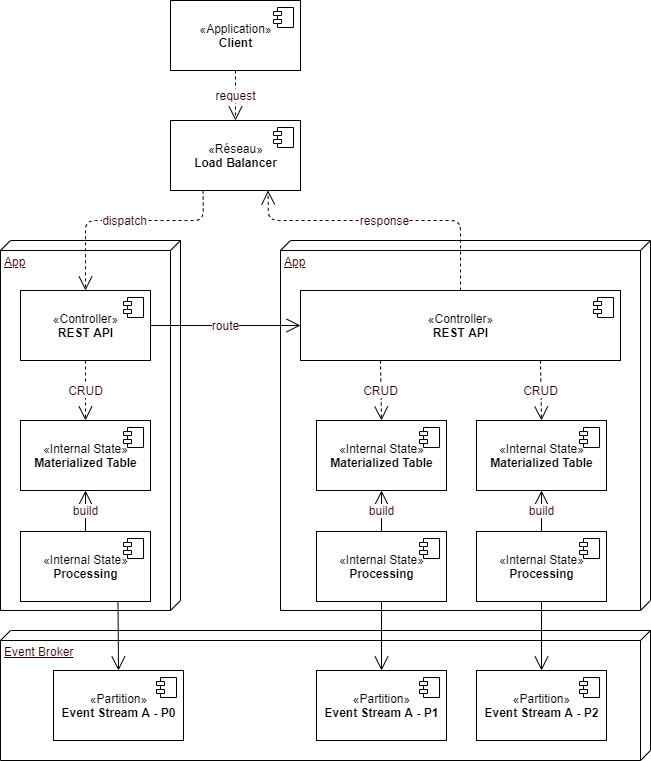 «Application»
Client
request
«Réseau»
Load Balancer
dispatch
response
App
App
«Controller»
REST API
route
«Controller»
REST API
CRUD
CRUD
CRUD
«Internal State»
Materialized Table
«Internal State»
Materialized Table
«Internal State»
Materialized Table
build
build
build
«Internal State»
Processing
«Internal State»
Processing
«Internal State»
Processing
Event Broker
«Partition»
Event Stream A - P0
«Partition»
Event Stream A - P1
«Partition»
Event Stream A - P2